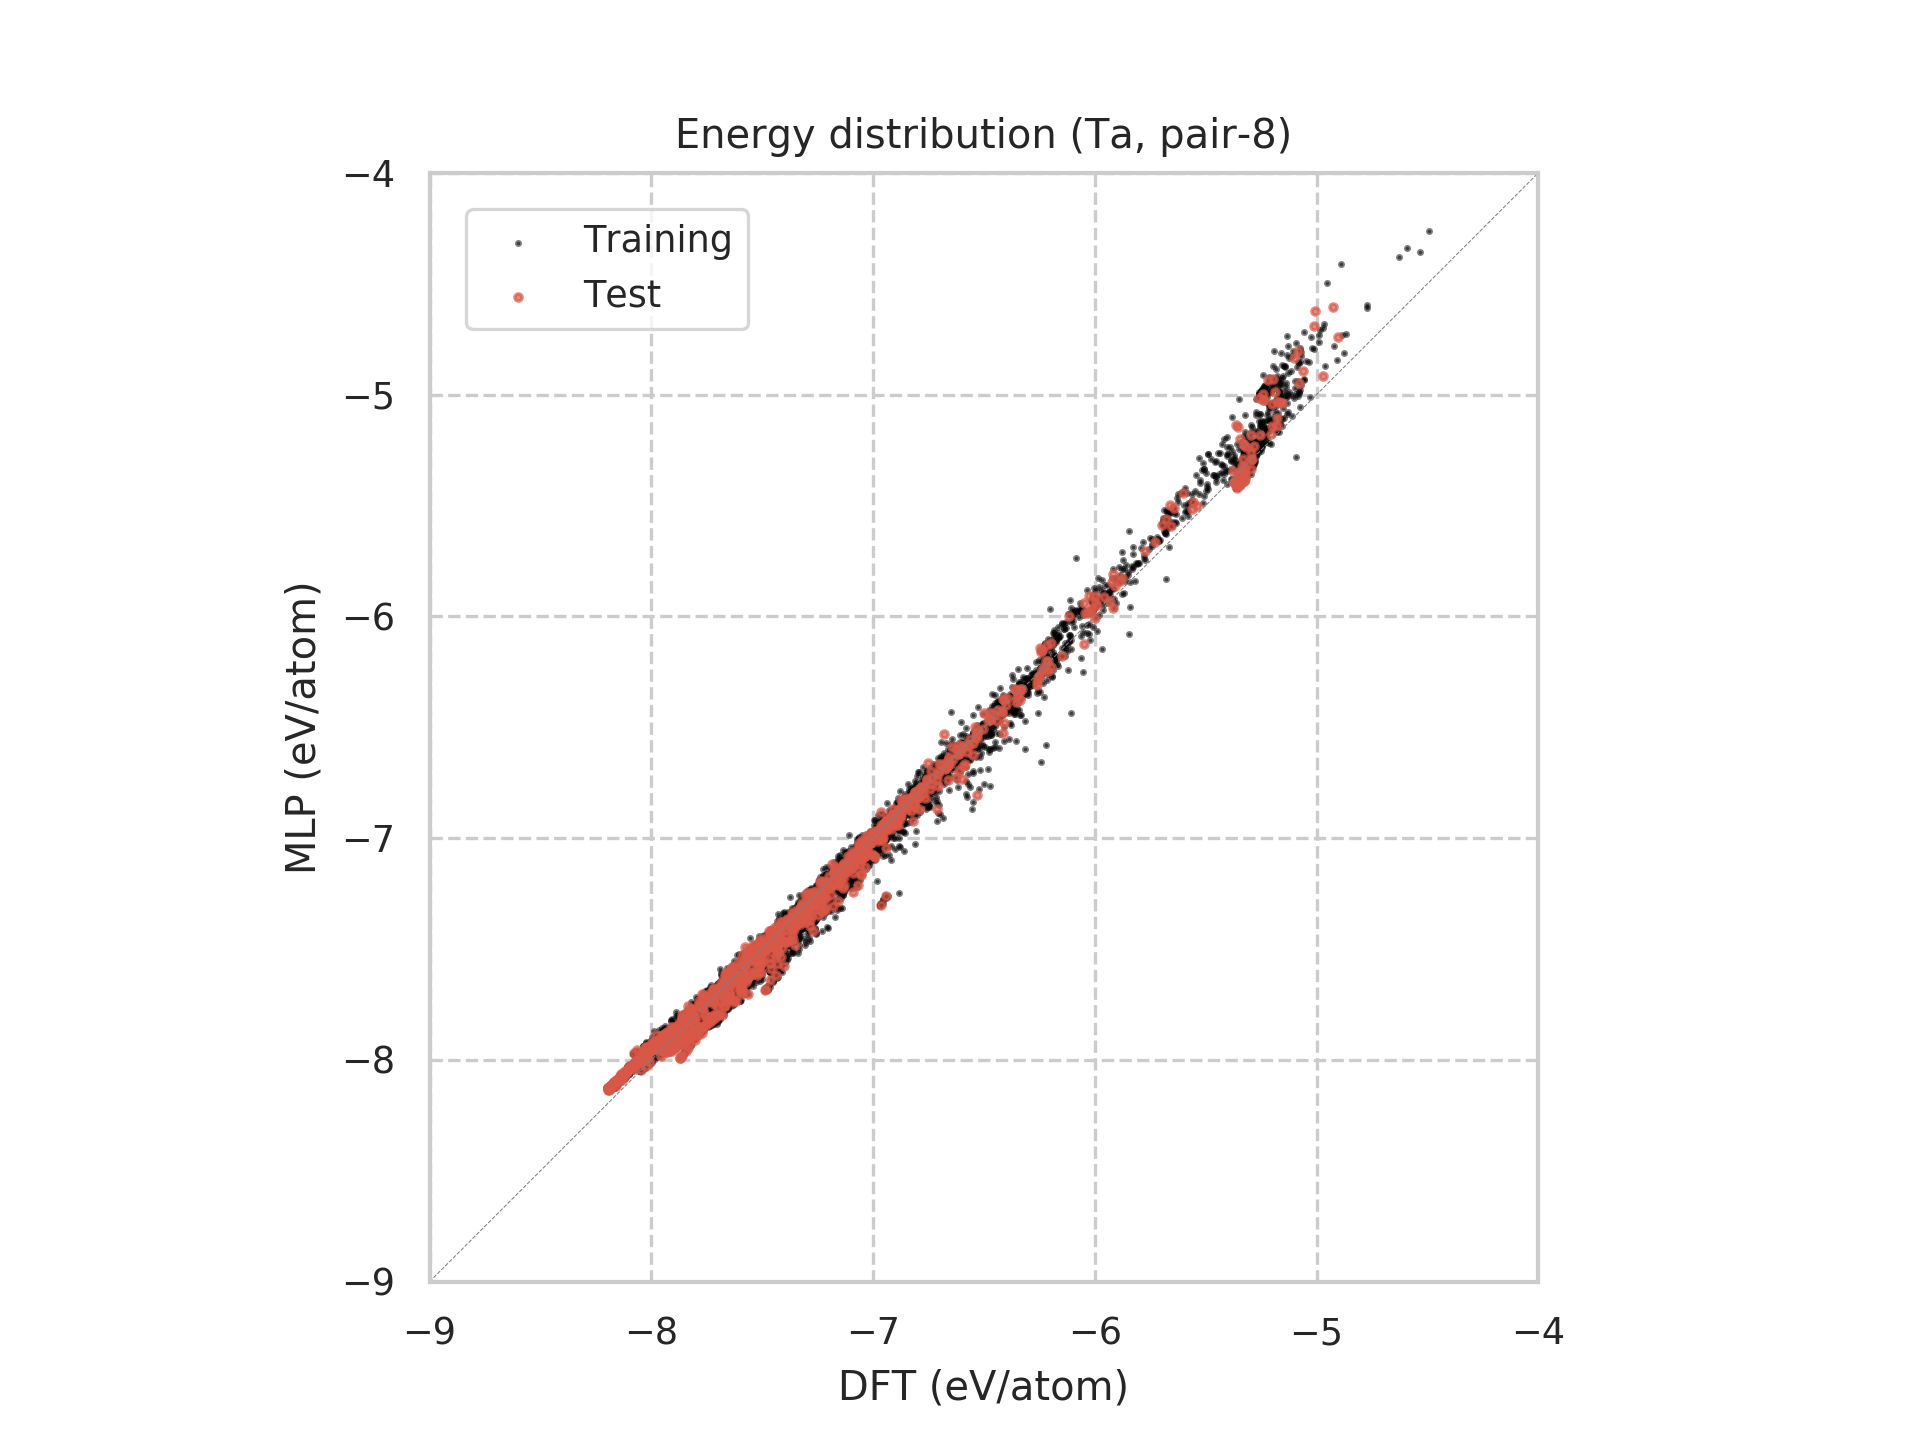 Energy distribution (Ta, pair-8)
−4
Training
Test
−5
−6
MLP (eV/atom)
−7
−8
−9
−9 −8 −7 −6 −5 −4
DFT (eV/atom)